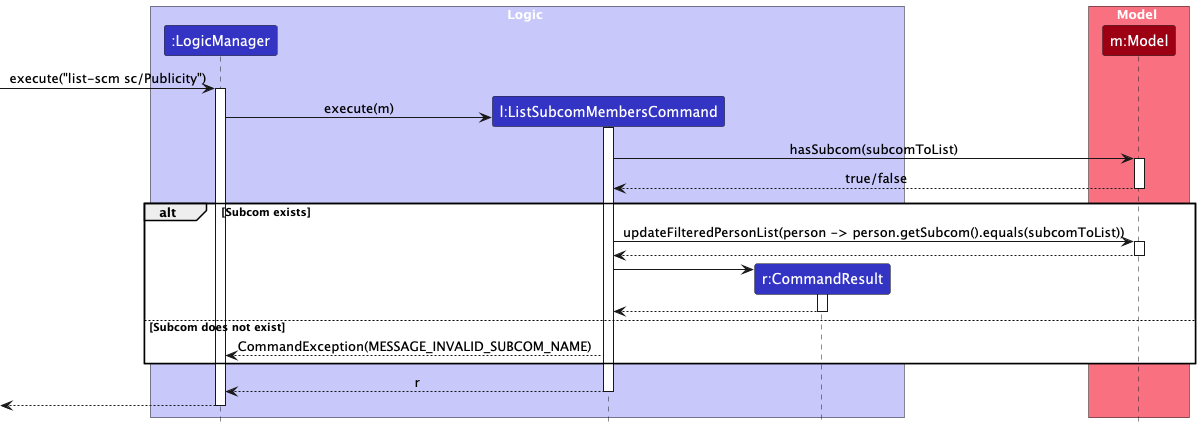 Logic
Model
:LogicManager
m:Model
execute("list-scm sc/Publicity")
execute(m)
l:ListSubcomMembersCommand
hasSubcom(subcomToList)
true/false
alt
[Subcom exists]
updateFilteredPersonList(person -> person.getSubcom().equals(subcomToList))
r:CommandResult
[Subcom does not exist]
CommandException(MESSAGE_INVALID_SUBCOM_NAME)
r